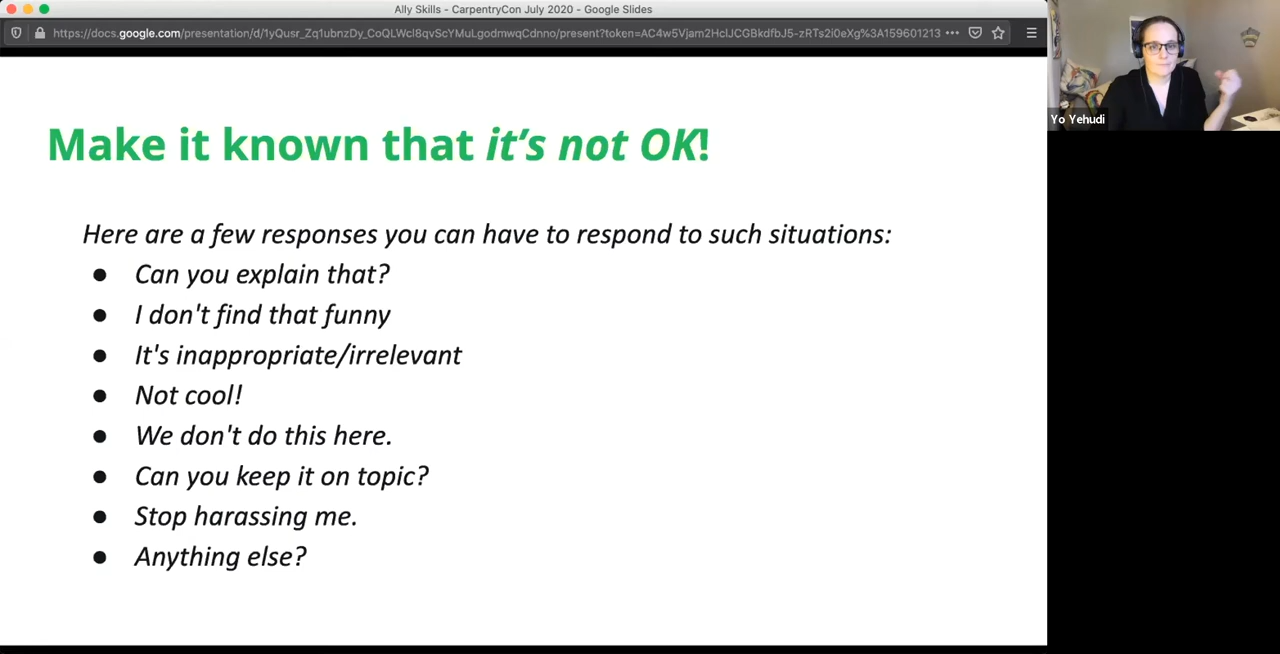 Ally Skills - CarpentryCon July 2020 - Google Slides
Make it known that it's not OK!
Here are a few responses you can have to respond to such situations:
● Can you explain that?
● I don't find that funny
● It's inappropriate/irrelevant
● Not cool!
● We don't do this here.
● Can you keep it on topic?
● Stop harassing me.
● Anything else?
Yo Yehudi